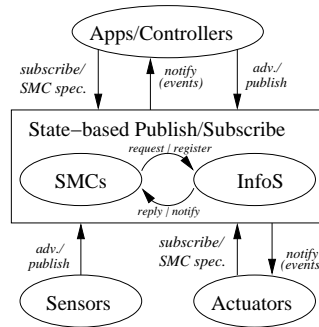 Apps/Controllers
subscribe/
SMC spec.
notify
(events)
adv./
publish
State−based Publish/Subscribe
request | register
SMCs
InfoS
reply | notify
adv./
publish
subscribe/
SMC spec.
notify
(events)
Sensors
Actuators